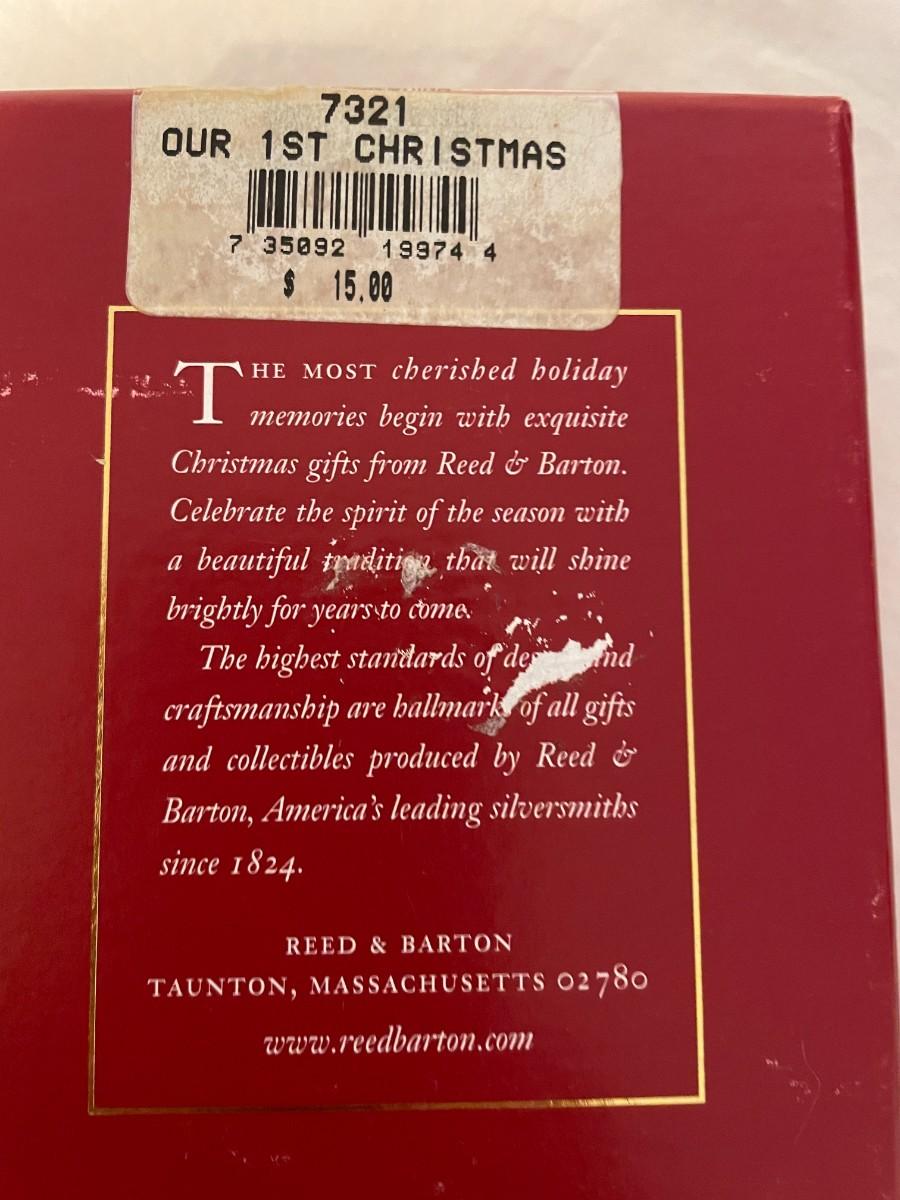 7321
OUR 1ST CHRISTMAS
7 35092 19974 4
$ 15.00
THE MOST cherished holiday
memories begin with exquisite
Christmas gifts from Reed & Barton.
Celebrate the spirit of the season with
a beautiful tradition that will shine
brightly for years to come.
The highest standards of and
craftsmanship are hallmarks of all gifts
and collectibles produced by Reed &
Barton, America's leading silversmiths
since 1824.
REED & BARTON
TAUNTON, MASSACHUSETTS 02780
www.reedbarton.com